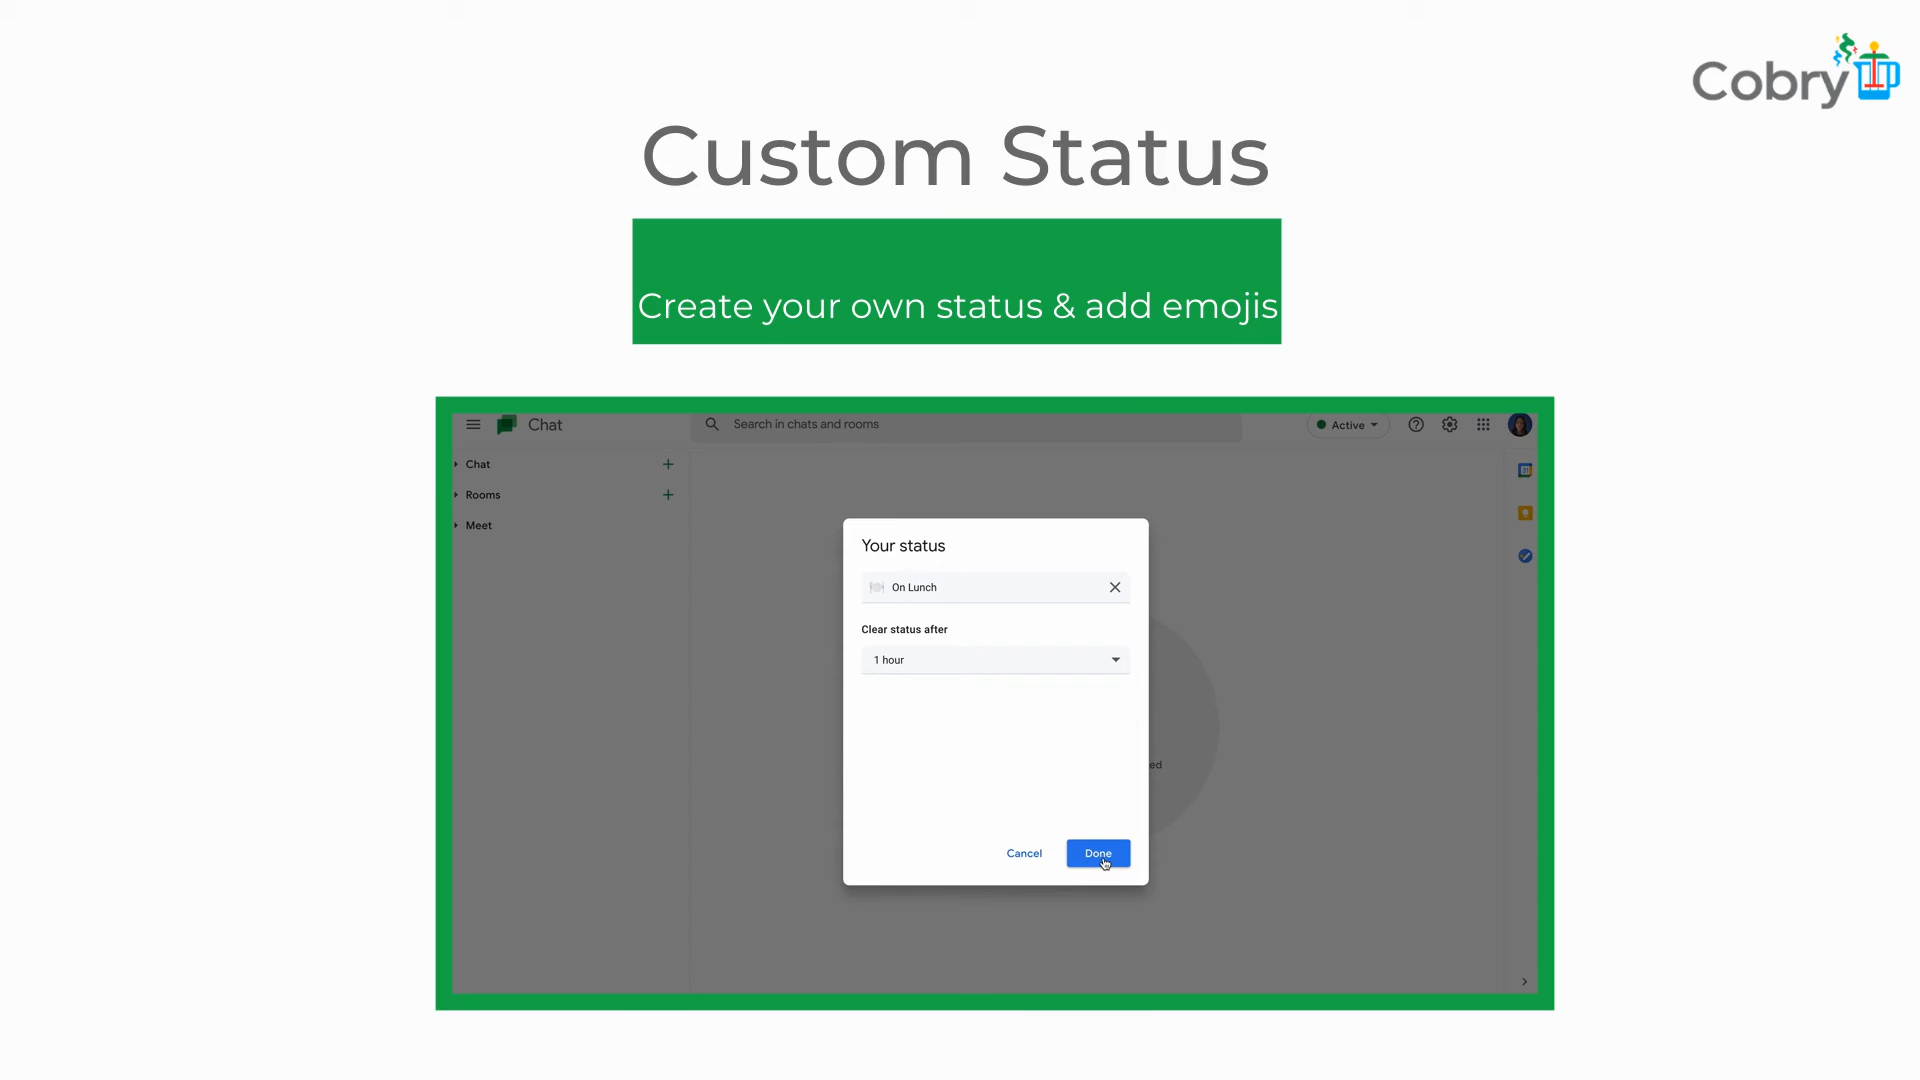 Cobry
Custom Status
Create your own status & add emojis
Chat
Search in chats and rooms
Active
Chat
Rooms
Meet
Your status
On Lunch
Clear status after
1 hour
ed
Cancel
Done